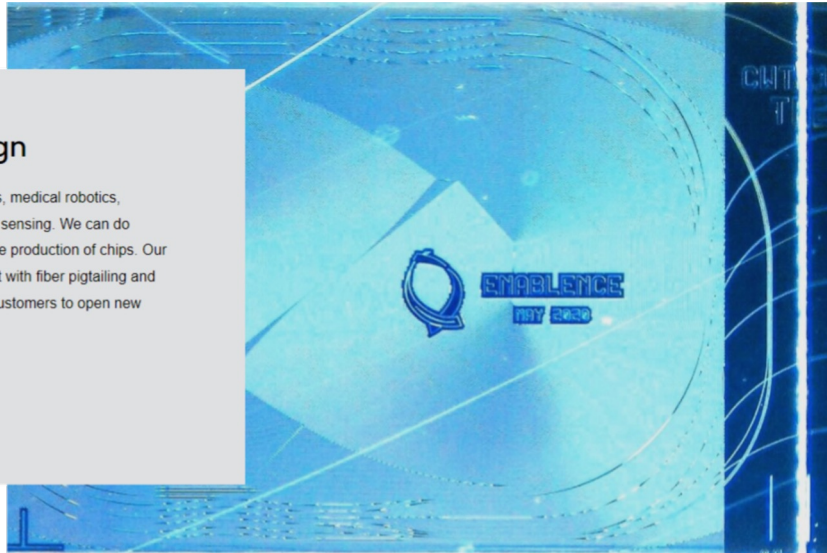 gn
, medical robotics,
sensing. We can do
e production of chips. Our
t with fiber pigtailing and
ustomers to open new
ENABLENCE
MAY 2020